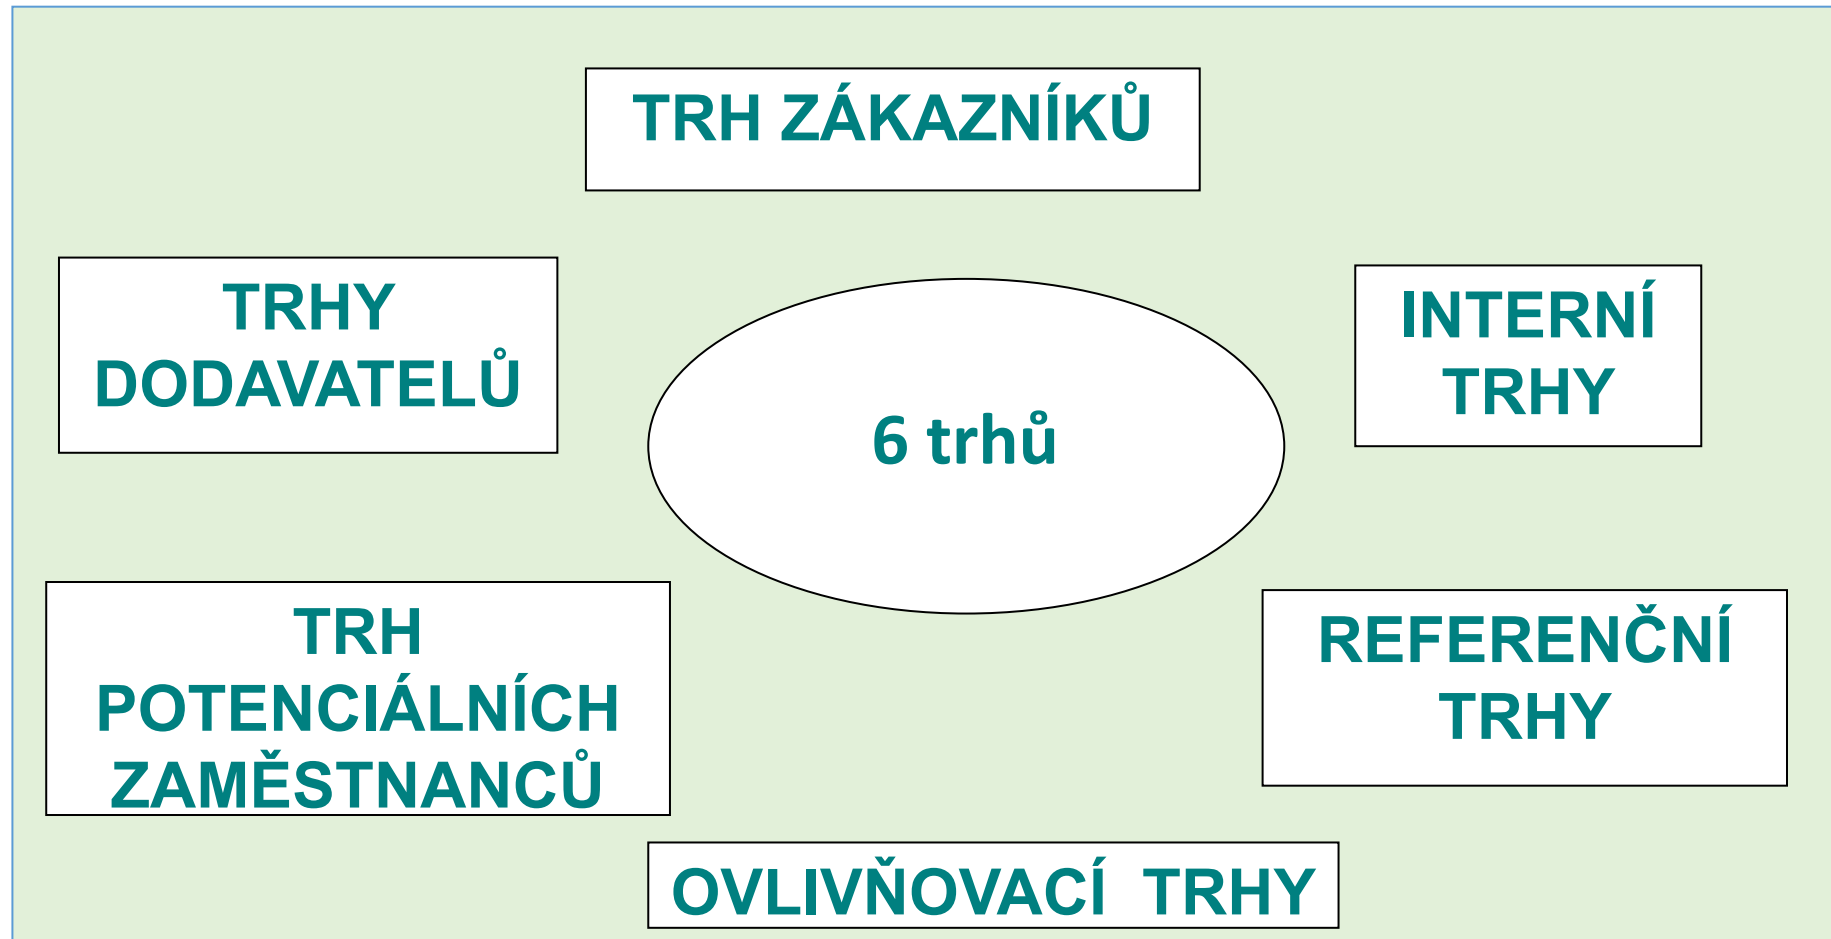 TRH ZÁKAZNÍKŮ
TRHY
DODAVATELŮ
INTERNÍ
TRHY
6 trhů
TRH
POTENCIÁLNÍCH
ZAMĚSTNANCŮ
REFERENČNÍ
TRHY
OVLIVŇOVACÍ  TRHY